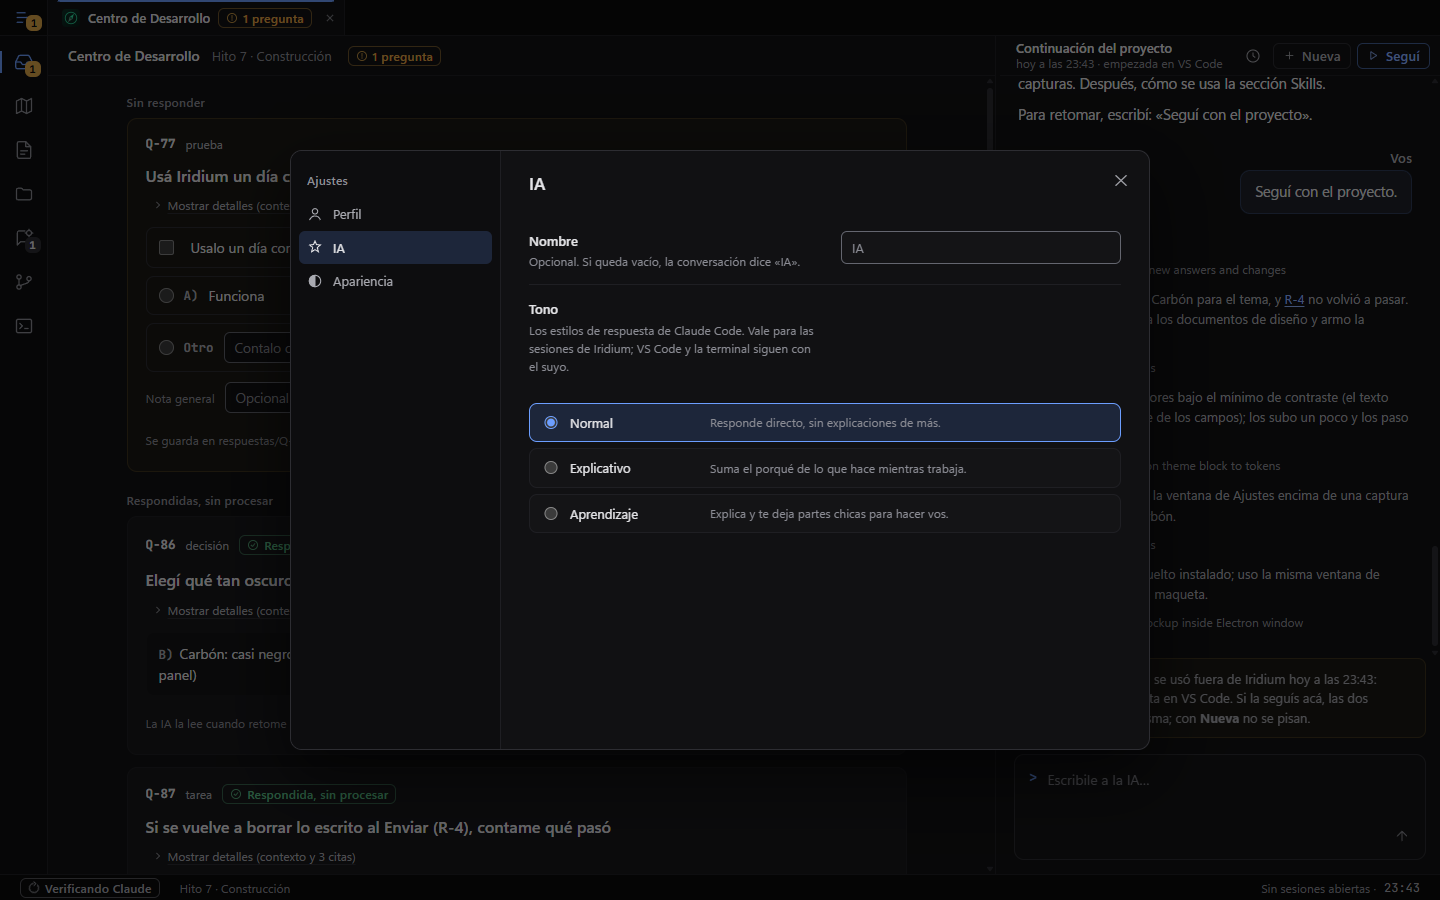 1
Centro de Desarrollo
1 pregunta
1
Centro de Desarrollo
Hito 7 · Construcción
1 pregunta
Continuación del proyecto
hoy a las 23:43 · empezada en VS Code
Nueva
Seguí
Sin responder
Q-77 prueba
Usá Iridium un día c
Mostrar detalles (conte
Usalo un día cor
A) Funciona
Otro
Contalo c
Nota general
Opcional
Se guarda en respuestas/Q
Respondidas, sin procesar
Q-86 decisión
Resp
Elegí qué tan oscuro
Mostrar detalles (conte
B) Carbón: casi negro
panel)
La IA la lee cuando retome
Q-87 tarea
Respondida, sin procesar
Si se vuelve a borrar lo escrito al Enviar (R-4), contame qué pasó
Mostrar detalles (contexto y 3 citas)
1
Ajustes
Perfil
IA
Apariencia
IA
Nombre
Opcional. Si queda vacío, la conversación dice «IA».
IA
Tono
Los estilos de respuesta de Claude Code. Vale para las
sesiones de Iridium; VS Code y la terminal siguen con
el suyo.
Normal
Responde directo, sin explicaciones de más.
Explicativo
Suma el porqué de lo que hace mientras trabaja.
Aprendizaje
Explica y te deja partes chicas para hacer vos.
capturas. Después, cómo se usa la sección Skills.
Para retomar, escribí: «Seguí con el proyecto».
Vos
Seguí con el proyecto.
new answers and changes
Carbón para el tema, y R-4 no volvió a pasar.
a los documentos de diseño y armo la
s
ores bajo el mínimo de contraste (el texto
e de los campos); los subo un poco y los paso
on theme block to tokens
la ventana de Ajustes encima de una captura
bón.
s
uelto instalado; uso la misma ventana de
maqueta.
ockup inside Electron window
se usó fuera de Iridium hoy a las 23:43:
ta en VS Code. Si la seguís acá, las dos
sma; con Nueva no se pisan.
> Escribile a la IA...
Verificando Claude
Hito 7 · Construcción
Sin sesiones abiertas ·
23:43